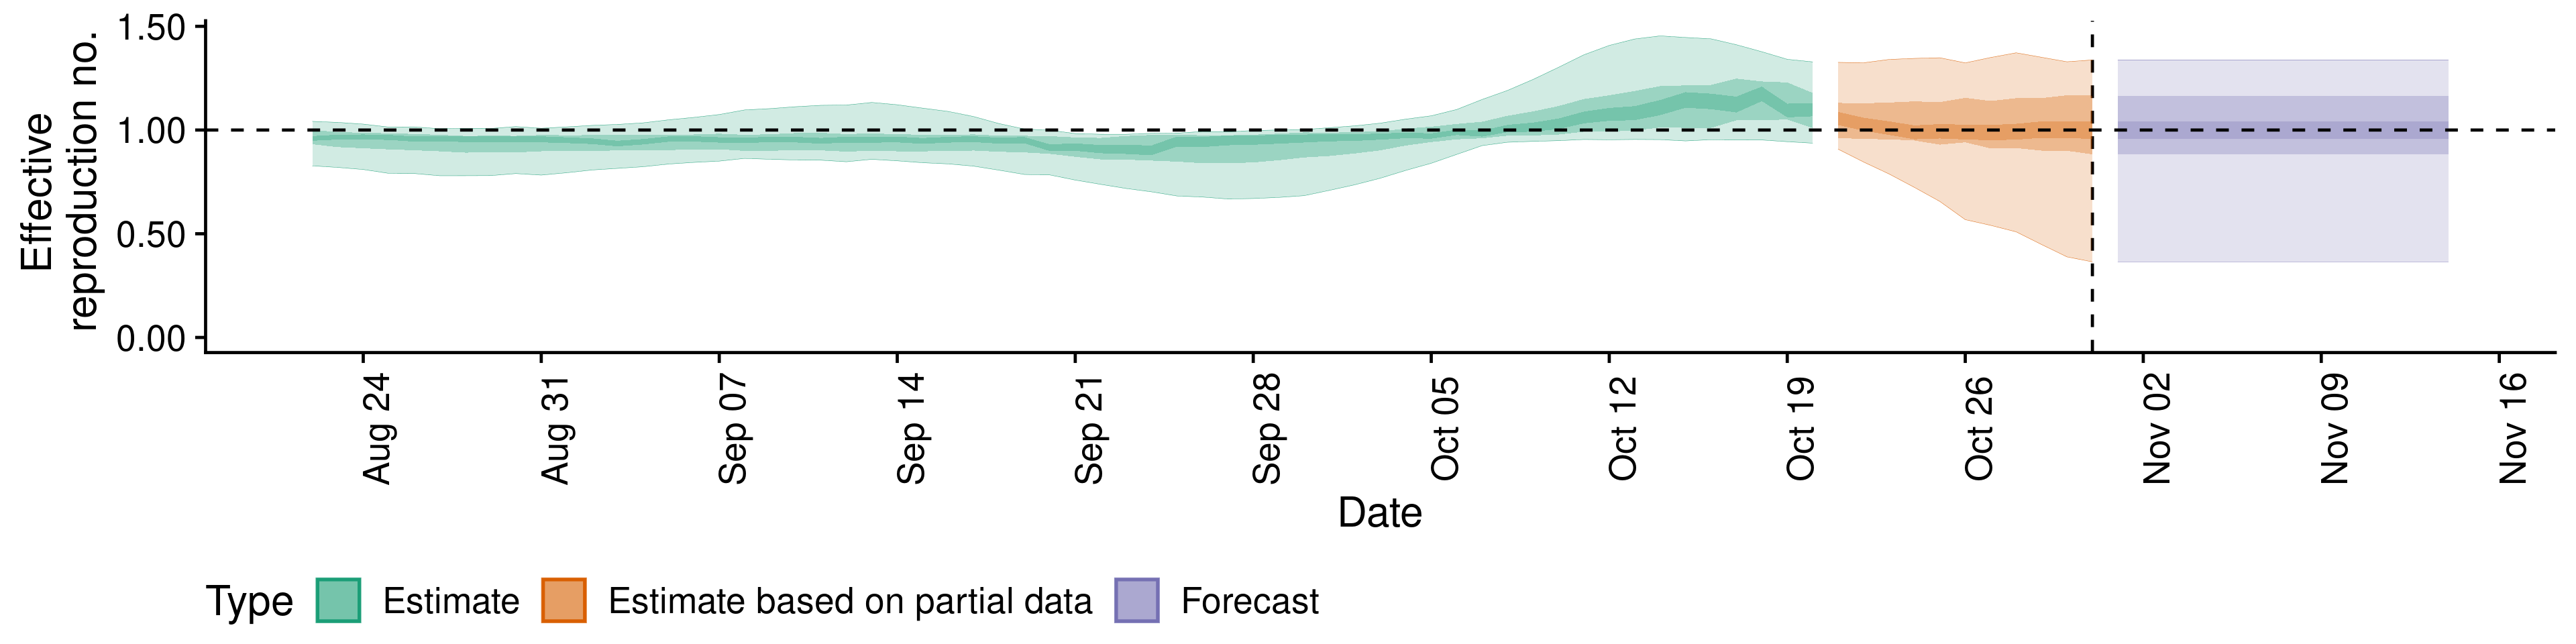 Effective
reproduction no.
1.50
1.00
0.50
0.00
Aug 24
Aug 31
Sep 07
Sep 14
Sep 21
Sep 28
Oct 05
Oct 12
Oct 19
Oct 26
Nov 02
Nov 09
Nov 16
Date
Type Estimate Estimate based on partial data Forecast